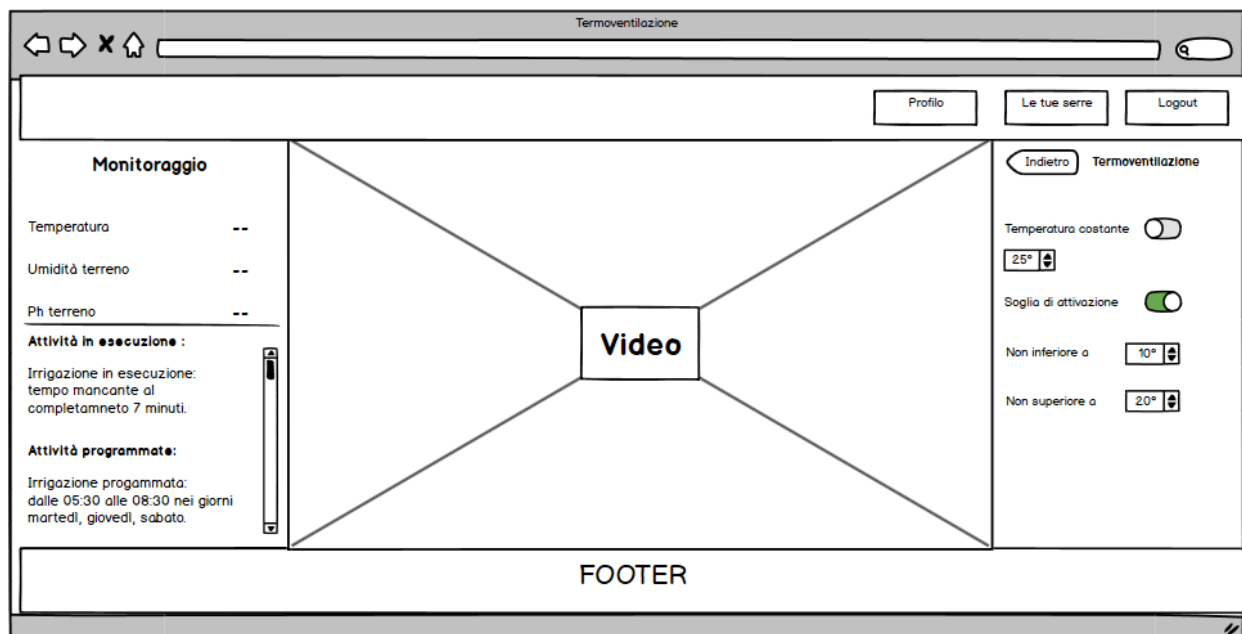 Termoventilazione
Profilo
Le tue serre
Logout
Monitoraggio
Temperatura --
Umidità terreno --
Ph terreno --
Attività in esecuzione :
Irrigazione in esecuzione:
tempo mancante al
completamneto 7 minuti.
Attività programmate:
Irrigazione progammata:
dalle 05:30 alle 08:30 nei giorni
martedì, giovedì, sabato.
Video
Indietro Termoventilazione
Temperatura costante
25°
Soglia di attivazione
Non inferiore a 10°
Non superiore a 20°
FOOTER